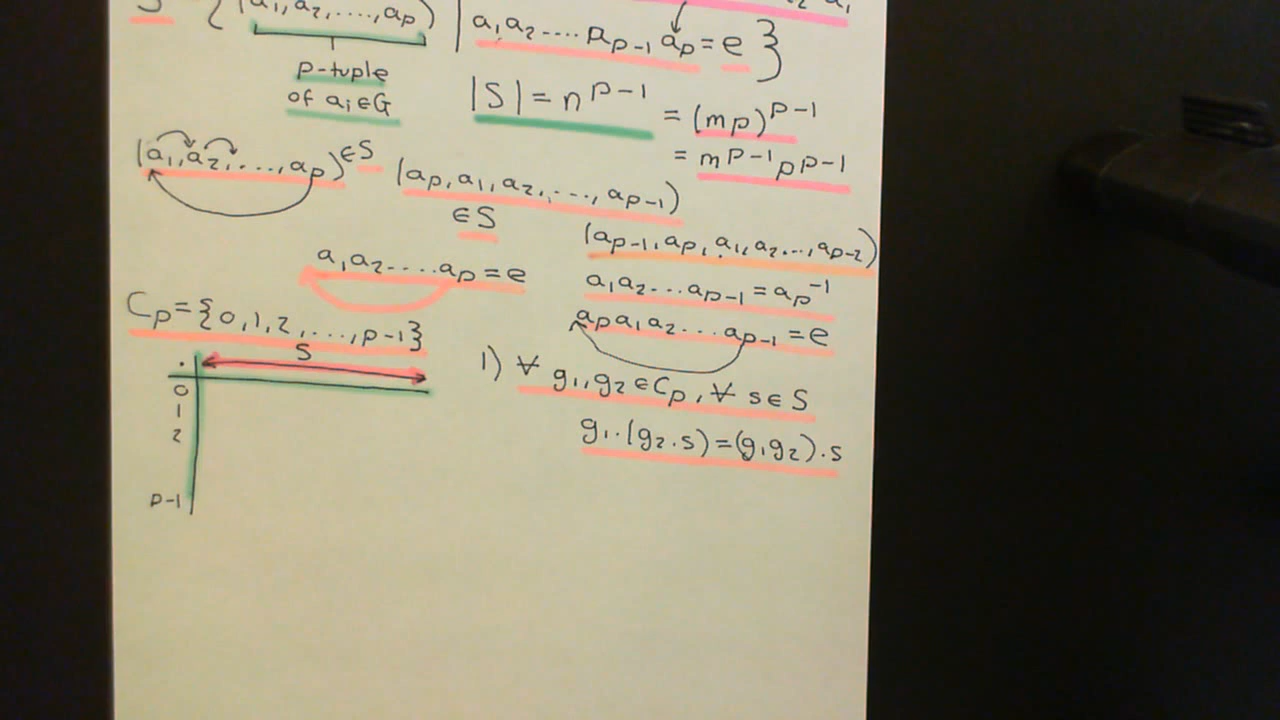 S { (a₁, a₂, ...., aₚ) | a₁a₂....aₚ₋₁ aₚ = e }
p-tuple
of aᵢ∈G
|S| = nᵖ⁻¹ = (mp)ᵖ⁻¹
= mᵖ⁻¹pᵖ⁻¹
(a₁, a₂, ...., aₚ) ∈S
(aₚ, a₁, a₂, ..., aₚ₋₁)
∈S
(aₚ₋₁, aₚ, a₁, a₂..., aₚ₋₂)
a₁a₂....aₚ = e
a₁a₂...aₚ₋₁ = aₚ⁻¹
aₚa₁a₂...aₚ₋₁ = e
Cₚ = {0, 1, 2, ...., p-1}
. S
0
1
2
p-1
1) ∀ g₁, g₂ ∈ Cₚ, ∀ s ∈ S
g₁.(g₂.s) = (g₁g₂).s